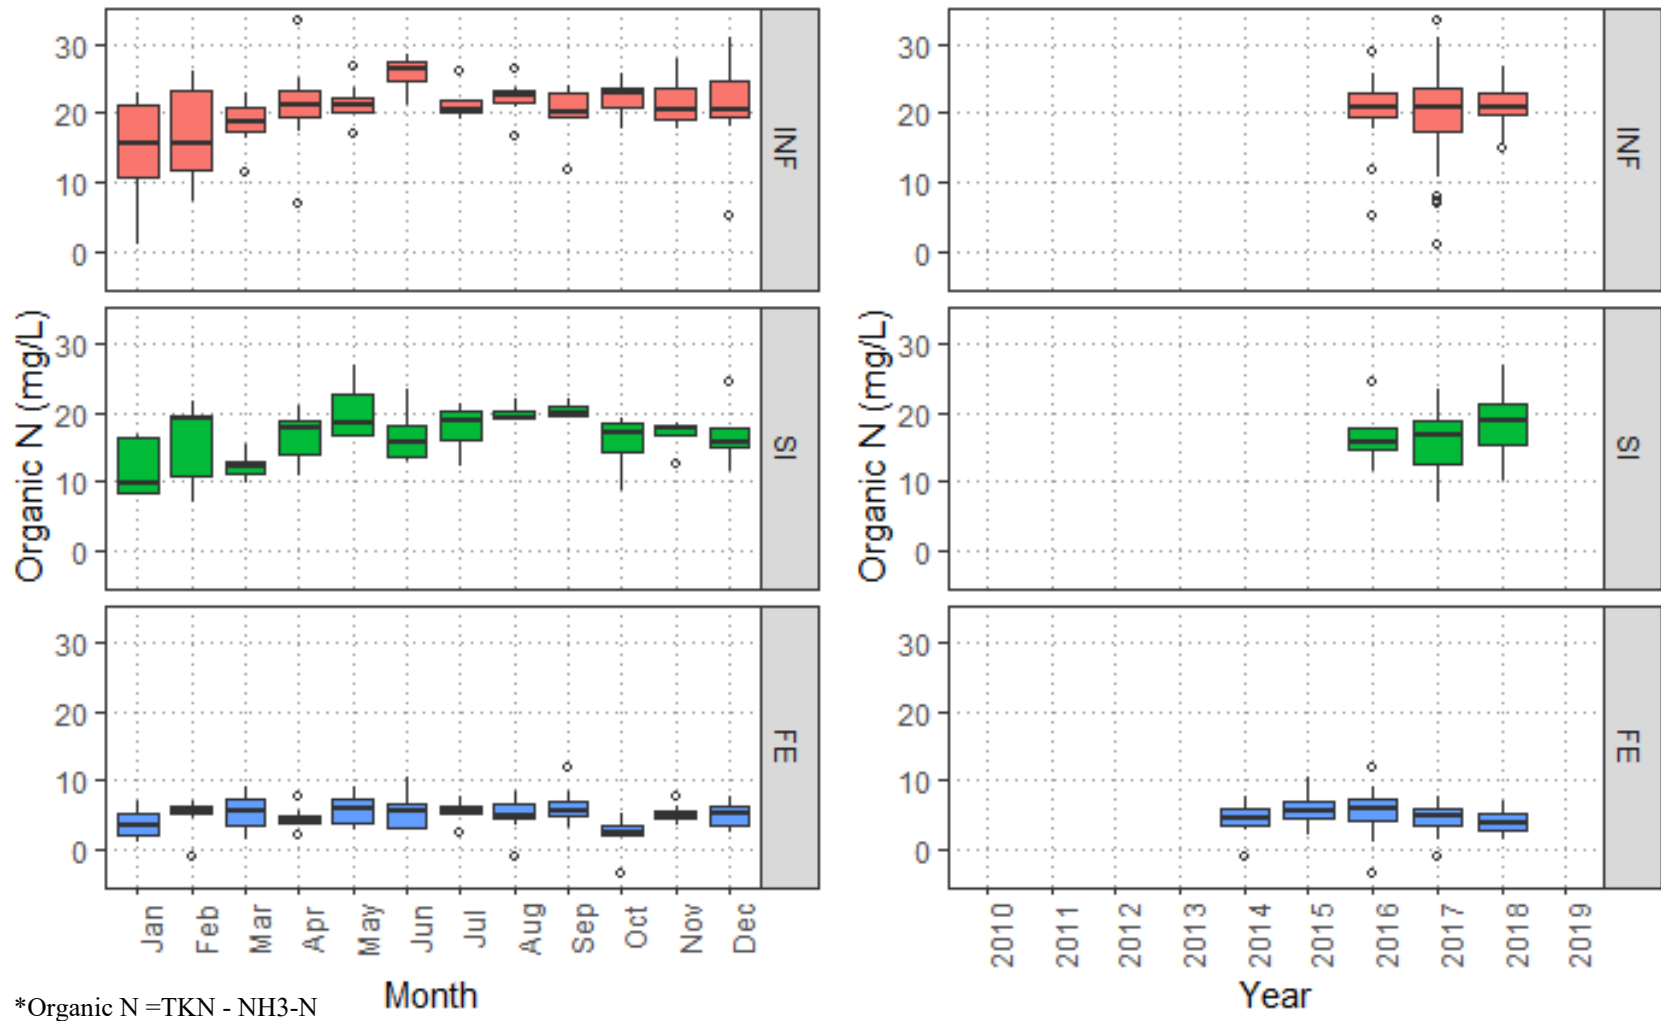 Organic N (mg/L)
30
20
10
0
INF
30
20
10
0
SI
30
20
10
0
FE
Jan
Feb
Mar
Apr
May
Jun
Jul
Aug
Sep
Oct
Nov
Dec
Month
Organic N (mg/L)
30
20
10
0
INF
30
20
10
0
SI
30
20
10
0
FE
2010
2011
2012
2013
2014
2015
2016
2017
2018
2019
Year
*Organic N =TKN - NH3-N